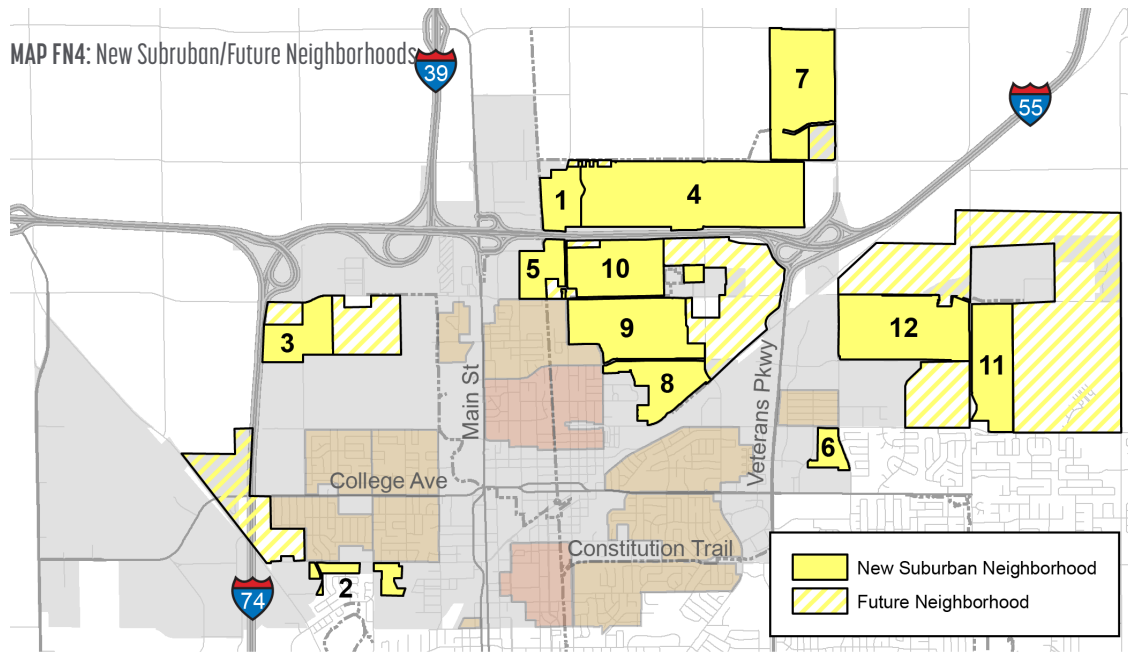 MAP FN4: New Subruban/Future Neighborhoods
39
55
7
1
4
5
10
3
9
12
11
8
Main St
Veterans Pkwy
6
College Ave
Constitution Trail
2
74
New Suburban Neighborhood
Future Neighborhood